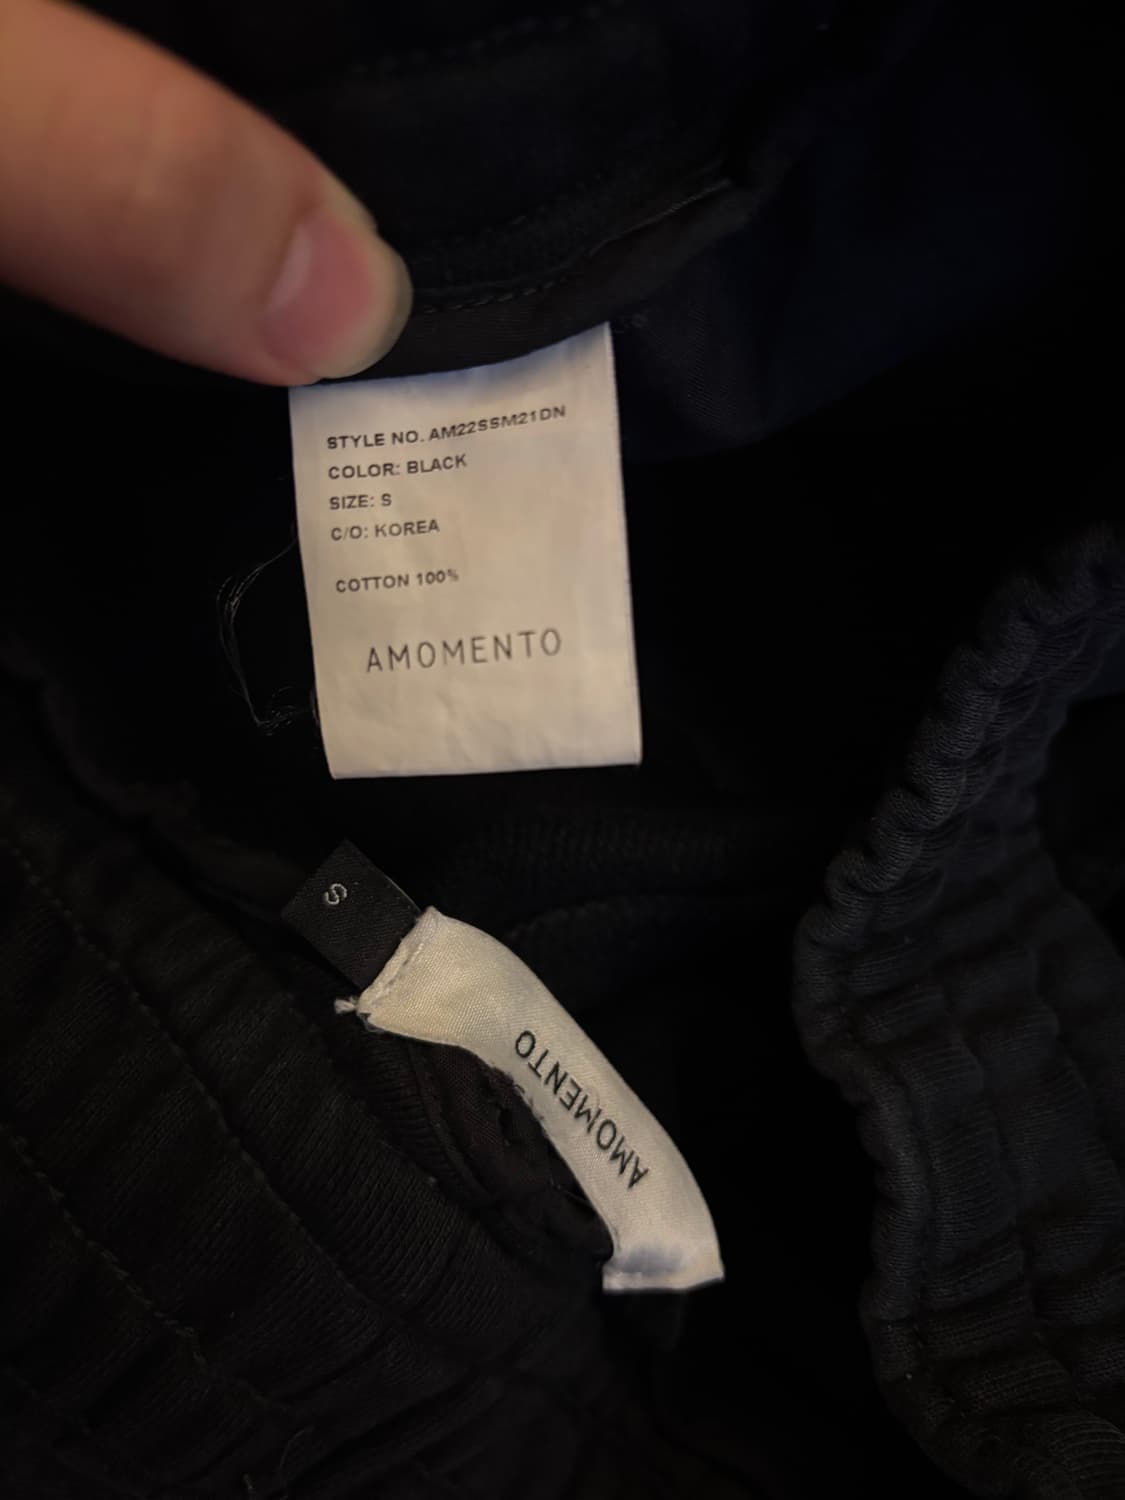 STYLE NO. AM22SSM21DN
COLOR: BLACK
SIZE: S
C/O: KOREA
COTTON 100%
AMOMENTO
S
AMOMENTO